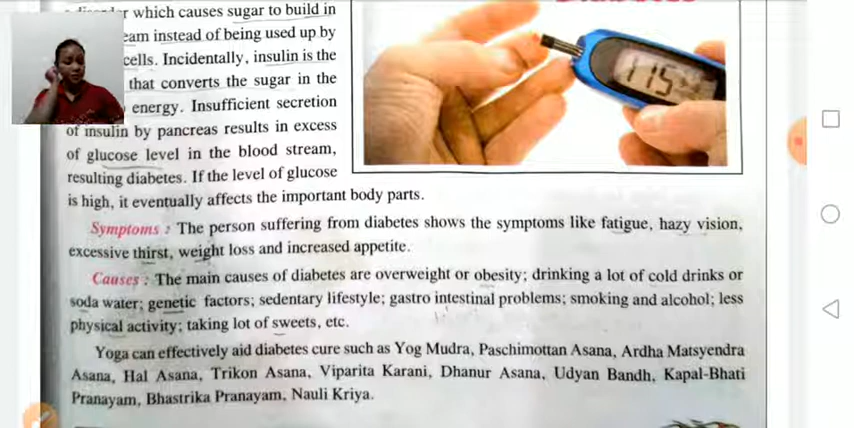 which causes sugar to build in
instead of being used up by
cells. Incidentally, insulin is the
that converts the sugar in the
energy. Insufficient secretion
of insulin by pancreas results in excess
of glucose level in the blood stream,
resulting diabetes. If the level of glucose
is high, it eventually affects the important body parts.
115
Symptoms : The person suffering from diabetes shows the symptoms like fatigue, hazy vision,
excessive thirst, weight loss and increased appetite.
Causes : The main causes of diabetes are overweight or obesity; drinking a lot of cold drinks or
soda water; genetic factors; sedentary lifestyle; gastro intestinal problems; smoking and alcohol; less
physical activity; taking lot of sweets, etc.
Yoga can effectively aid diabetes cure such as Yog Mudra, Paschimottan Asana, Ardha Matsyendra
Asana, Hal Asana, Trikon Asana, Viparita Karani, Dhanur Asana, Udyan Bandh, Kapal-Bhati
Pranayam, Bhastrika Pranayam, Nauli Kriya.